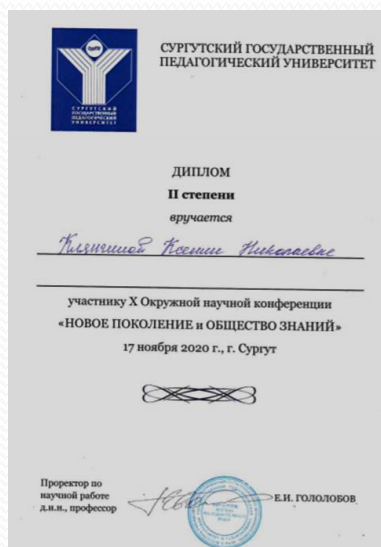 СУРГУТСКИЙ
ГОСУДАРСТВЕННЫЙ
ПЕДАГОГИЧЕСКИЙ
УНИВЕРСИТЕТ
СУРГУТСКИЙ ГОСУДАРСТВЕННЫЙ
ПЕДАГОГИЧЕСКИЙ УНИВЕРСИТЕТ
ДИПЛОМ
II степени
вручается
Ксении Николаевне
участнику X Окружной научной конференции
«НОВОЕ ПОКОЛЕНИЕ и ОБЩЕСТВО ЗНАНИЙ»
17 ноября 2020 г., г. Сургут
Проректор по
научной работе
д.и.н., профессор
Е.И. ГОЛОЛОБОВ